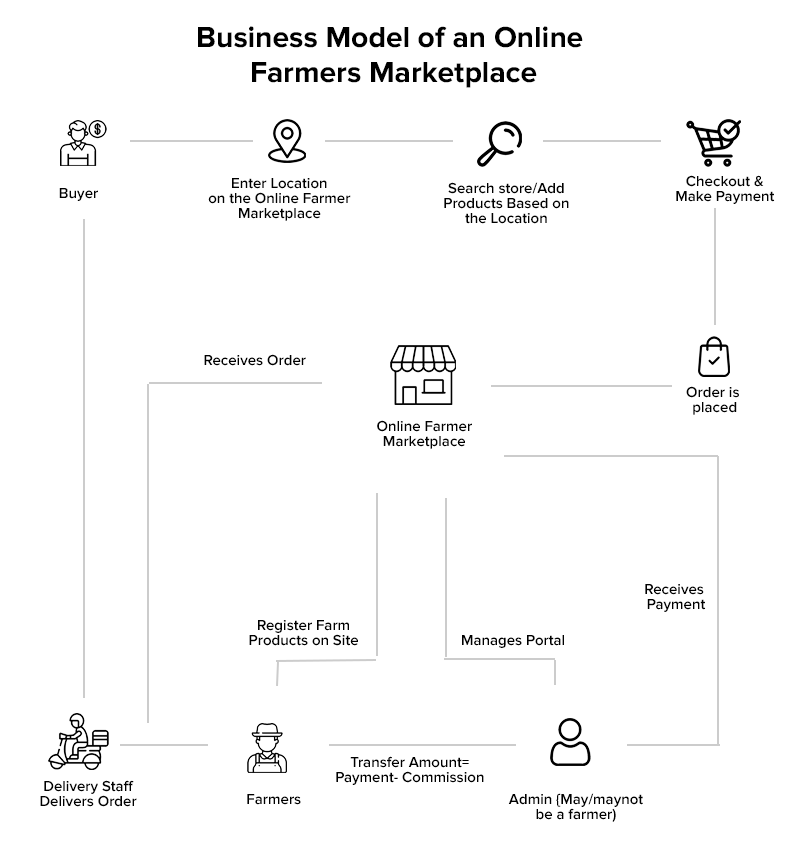 Business Model of an Online
Farmers Marketplace
$
Buyer
Enter Location
on the Online Farmer
Marketplace
Search store/Add
Products Based on
the Location
Checkout &
Make Payment
Receives Order
Online Farmer
Marketplace
Order is
placed
Receives
Payment
Register Farm
Products on Site
Manages Portal
Delivery Staff
Delivers Order
Farmers
Transfer Amount=
Payment- Commission
Admin (May/maynot
be a farmer)